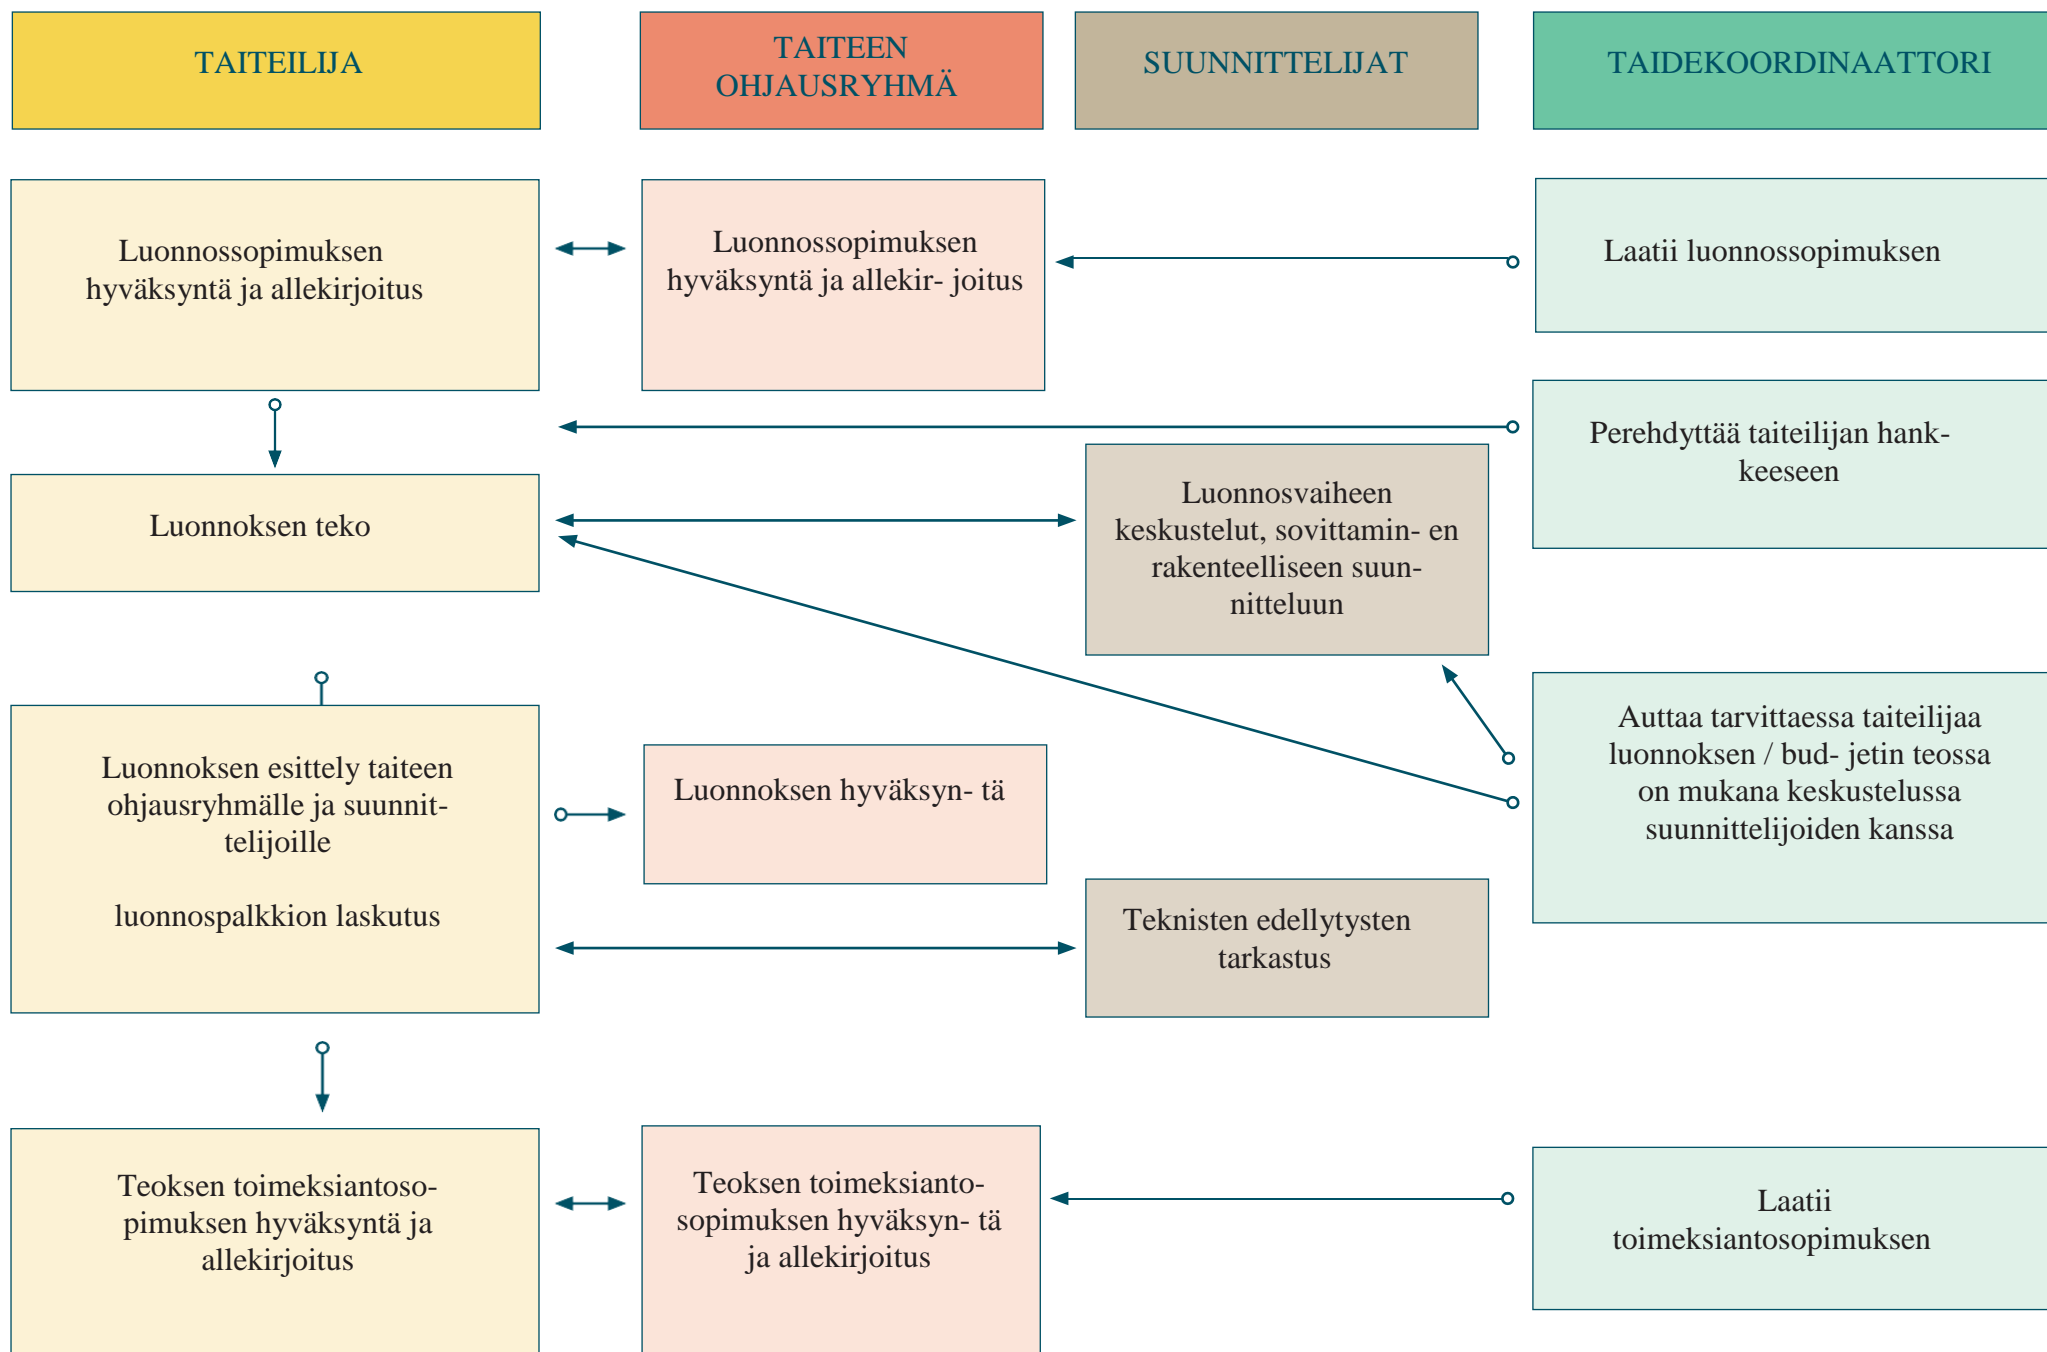 TAITEILIJA
TAITEEN
OHJAUSRYHMÄ
SUUNNITTELIJAT
TAIDEKOORDINAATTORI
Luonnossopimuksen
hyväksyntä ja allekirjoitus
Luonnossopimuksen
hyväksyntä ja allekir- joitus
Laatii luonnossopimuksen
Perehdyttää taiteilijan hank-
keeseen
Luonnoksen teko
Luonnosvaiheen
keskustelut, sovittamin- en
rakenteelliseen suun-
nitteluun
Auttaa tarvittaessa taiteilijaa
luonnoksen / bud- jetin teossa
on mukana keskustelussa
suunnittelijoiden kanssa
Luonnoksen esittely taiteen
ohjausryhmälle ja suunnit-
telijoille
luonnospalkkion laskutus
Luonnoksen hyväksyn- tä
Teknisten edellytysten
tarkastus
Teoksen toimeksiantoso-
pimuksen hyväksyntä ja
allekirjoitus
Teoksen toimeksianto-
sopimuksen hyväksyn- tä
ja allekirjoitus
Laatii
toimeksiantosopimuksen